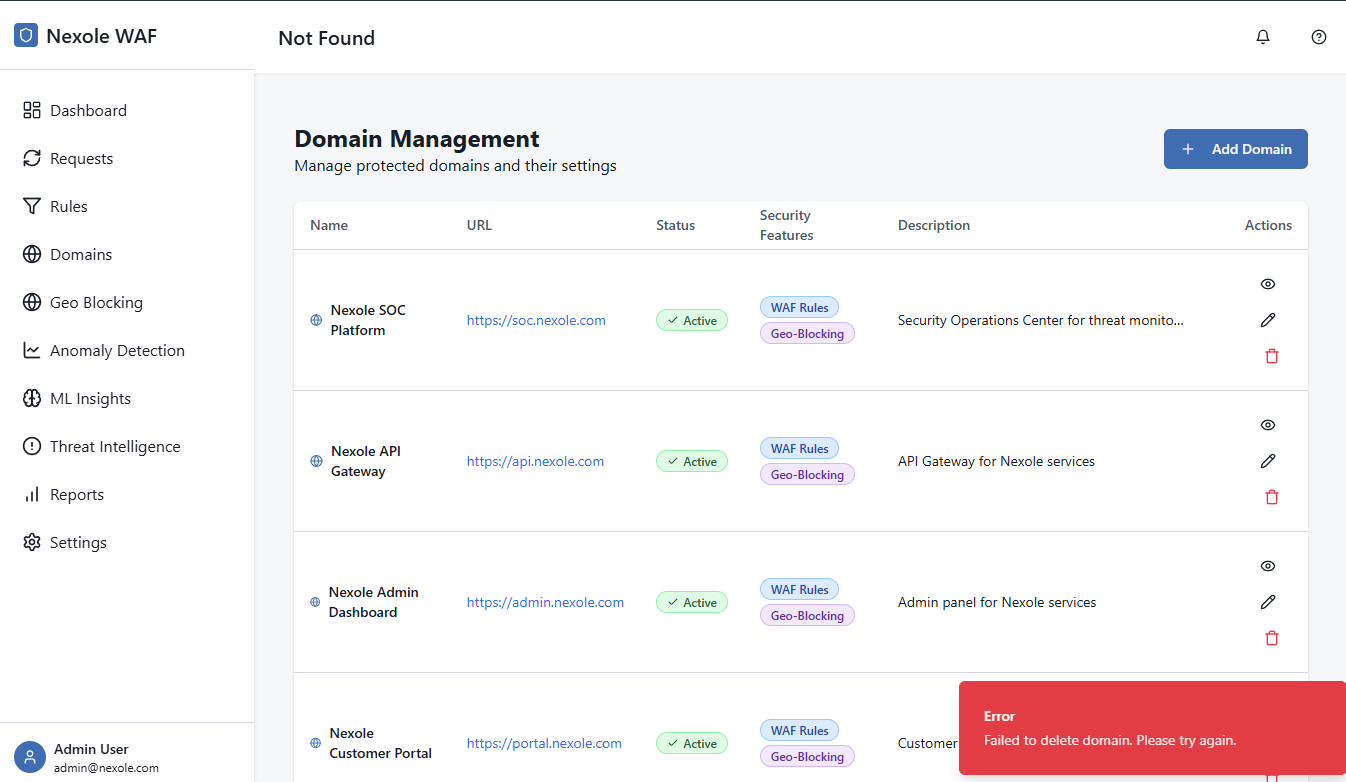 Nexole WAF
Not Found
Dashboard
Requests
Rules
Domains
Geo Blocking
Anomaly Detection
ML Insights
Threat Intelligence
Reports
Settings
Admin User
admin@nexole.com
Domain Management
Manage protected domains and their settings
Add Domain
Name
URL
Status
Security
Features
Description
Actions
Nexole SOC
Platform
https://soc.nexole.com
Active
WAF Rules
Geo-Blocking
Security Operations Center for threat monito...
Nexole API
Gateway
https://api.nexole.com
Active
WAF Rules
Geo-Blocking
API Gateway for Nexole services
Nexole Admin
Dashboard
https://admin.nexole.com
Active
WAF Rules
Geo-Blocking
Admin panel for Nexole services
Nexole
Customer Portal
https://portal.nexole.com
Active
WAF Rules
Geo-Blocking
Customer
Error
Failed to delete domain. Please try again.